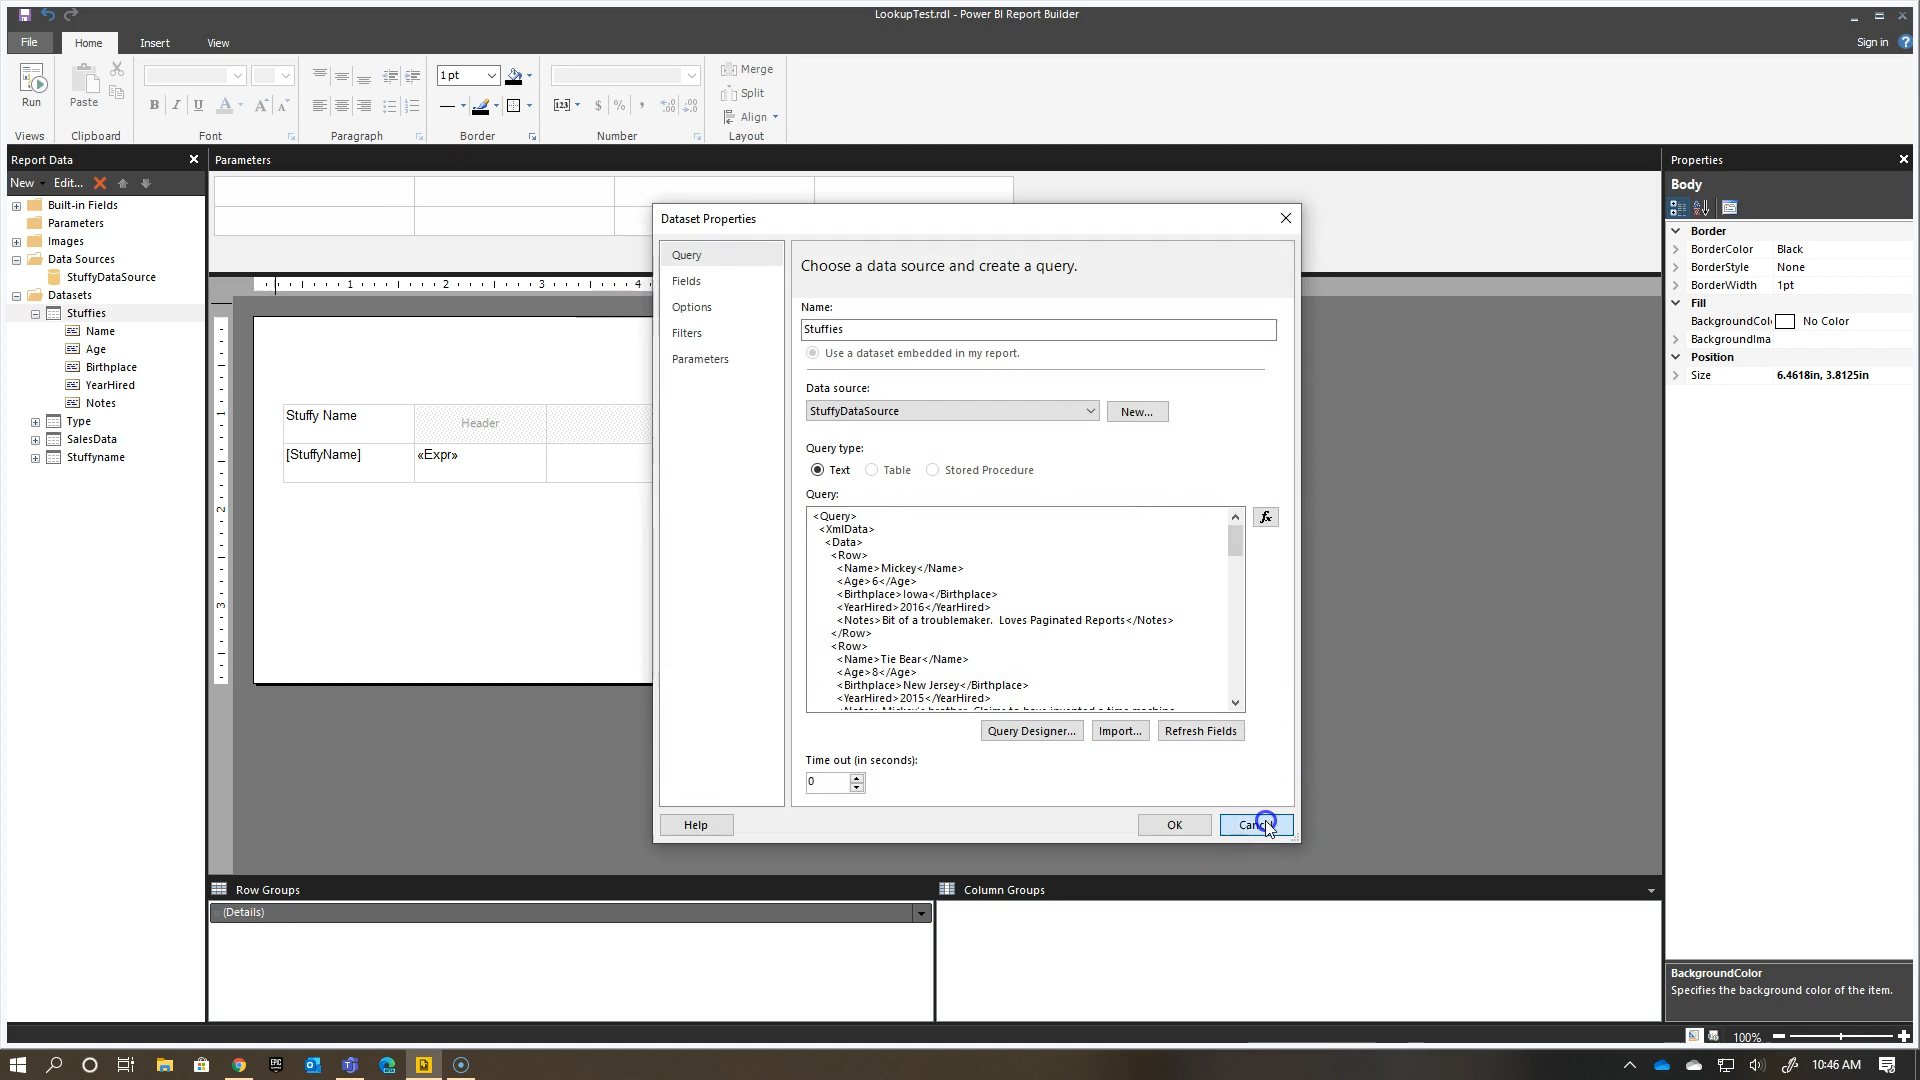 LookupTest.rdl - Power BI Report Builder
File Home Insert View
Sign in
Run
Paste
1 pt
Merge
Split
Align
Views Clipboard Font Paragraph Border Number Layout
Report Data
Parameters
Properties
New Edit...
Built-in Fields
Parameters
Images
Data Sources
StuffyDataSource
Datasets
Stuffies
Name
Age
Birthplace
YearHired
Notes
Type
SalesData
Stuffyname
1 2 3 4
1
2
3
Stuffy Name Header
[StuffyName] «Expr»
Dataset Properties
Query
Fields
Options
Filters
Parameters
Choose a data source and create a query.
Name:
Stuffies
Use a dataset embedded in my report.
Data source:
StuffyDataSource New...
Query type:
Text Table Stored Procedure
Query:
fx
<Query>
<XmlData>
<Data>
<Row>
<Name>Mickey</Name>
<Age>6</Age>
<Birthplace>Iowa</Birthplace>
<YearHired>2016</YearHired>
<Notes>Bit of a troublemaker.  Loves Paginated Reports</Notes>
</Row>
<Row>
<Name>Tie Bear</Name>
<Age>8</Age>
<Birthplace>New Jersey</Birthplace>
<YearHired>2015</YearHired>
Query Designer... Import... Refresh Fields
Time out (in seconds):
0
Help OK
Body
Border
BorderColor Black
BorderStyle None
BorderWidth 1pt
Fill
BackgroundCol No Color
BackgroundIma
Position
Size 6.4618in, 3.8125in
Row Groups
Column Groups
(Details)
BackgroundColor
Specifies the background color of the item.
100%
10:46 AM